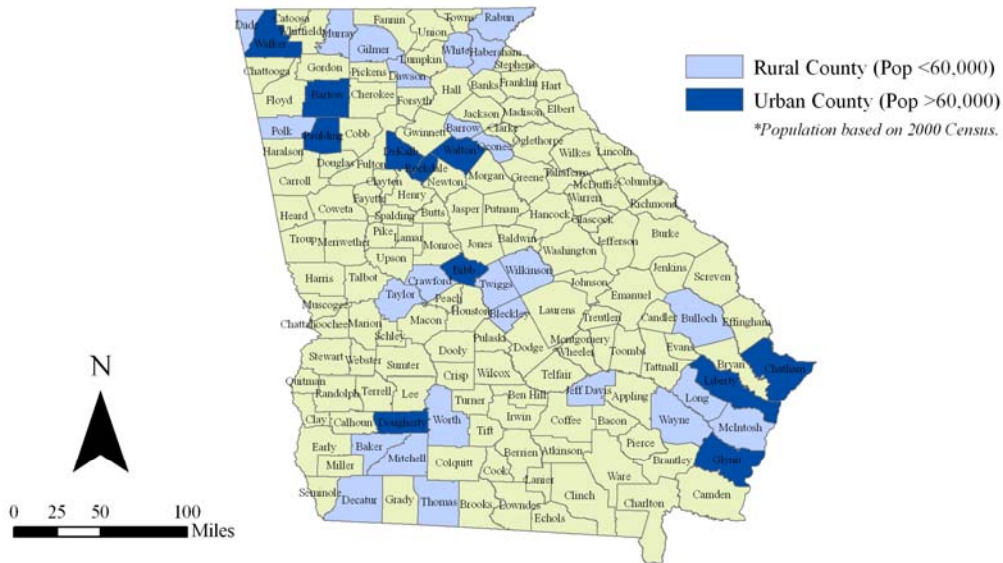 Dade
Catoosa
Walker
Whitfield
Murray
Fannin
Towns
Rabun
Union
Gilmer
White
Habersham
Lumpkin
Stephens
Chattooga
Gordon
Pickens
Dawson
Banks
Franklin
Hart
Floyd
Bartow
Cherokee
Forsyth
Hall
Jackson
Madison
Elbert
Polk
Paulding
Cobb
Gwinnett
Barrow
Clarke
Oconee
Oglethorpe
Haralson
Douglas
Fulton
DeKalb
Rockdale
Walton
Wilkes
Lincoln
Carroll
Clayton
Newton
Morgan
Greene
Taliaferro
McDuffie
Columbia
Fayette
Henry
Warren
Richmond
Heard
Coweta
Spalding
Butts
Jasper
Putnam
Hancock
Glascock
Troup
Meriwether
Pike
Lamar
Monroe
Jones
Baldwin
Washington
Jefferson
Burke
Upson
Harris
Talbot
Crawford
Bibb
Twiggs
Wilkinson
Johnson
Jenkins
Screven
Muscogee
Taylor
Peach
Houston
Bleckley
Laurens
Treutlen
Emanuel
Candler
Bulloch
Effingham
Chattahoochee
Marion
Macon
Schley
Pulaski
Dodge
Montgomery
Wheeler
Toombs
Evans
Tattnall
Bryan
Chatham
Stewart
Webster
Sumter
Dooly
Crisp
Wilcox
Telfair
Liberty
Long
McIntosh
Quitman
Randolph
Terrell
Lee
Turner
Ben Hill
Jeff Davis
Appling
Wayne
Clay
Calhoun
Dougherty
Worth
Tift
Irwin
Coffee
Bacon
Pierce
Glynn
Early
Baker
Mitchell
Colquitt
Cook
Berrien
Atkinson
Ware
Brantley
Miller
Lanier
Clinch
Charlton
Camden
Seminole
Decatur
Grady
Thomas
Brooks
Lowndes
Echols
Rural County (Pop <60,000)
Urban County (Pop >60,000)
*Population based on 2000 Census.
N
0 25 50 100
Miles